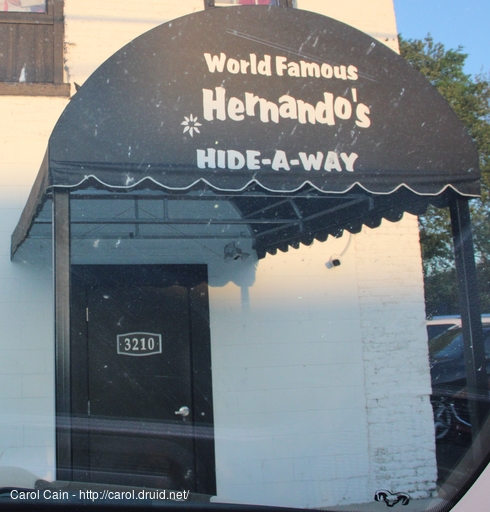 World Famous
Hernando's
HIDE-A-WAY
3210
Carol Cain - http://carol.druid.net/